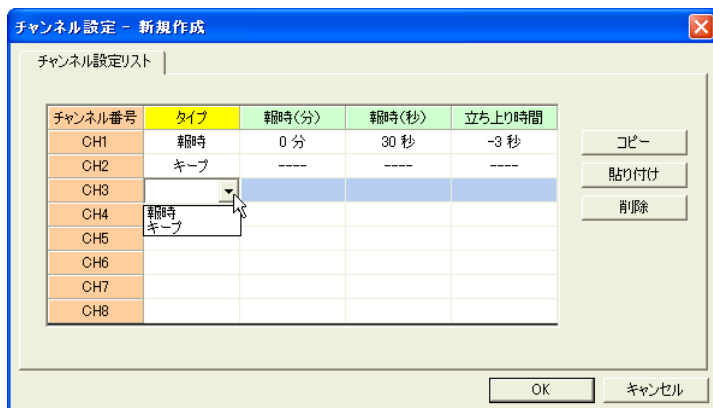 チャンネル設定 - 新規作成
チャンネル設定リスト
チャンネル番号 タイプ 報時(分) 報時(秒) 立ち上り時間
CH1 報時 0 分 30 秒 -3 秒
CH2 キープ ---- ---- ----
CH3
報時
キープ
CH4
CH5
CH6
CH7
CH8
コピー
貼り付け
削除
OK キャンセル